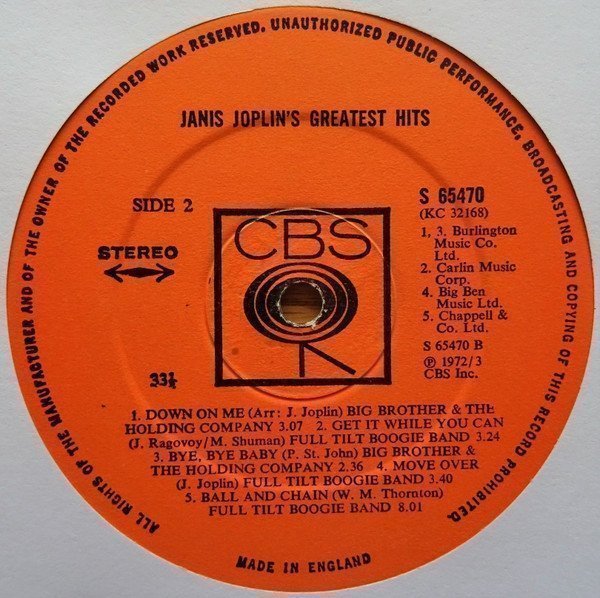 ALL RIGHTS OF THE MANUFACTURER AND OF THE OWNER OF THE RECORDED WORK RESERVED. UNAUTHORIZED PUBLIC PERFORMANCE, BROADCASTING AND COPYING OF THIS RECORD PROHIBITED.
JANIS JOPLIN'S GREATEST HITS
SIDE 2
STEREO
33⅓
CBS
S 65470
(KC 32168)
1, 3. Burlington
Music Co.
Ltd.
2. Carlin Music
Corp.
4. Big Ben
Music Ltd.
5. Chappell &
Co. Ltd.
S 65470 B
℗ 1972/3
CBS Inc.
1. DOWN ON ME (Arr: J. Joplin) BIG BROTHER & THE
HOLDING COMPANY 3.07 2. GET IT WHILE YOU CAN
(J. Ragovoy/M. Shuman) FULL TILT BOOGIE BAND 3.24
3. BYE, BYE BABY (P. St. John) BIG BROTHER &
THE HOLDING COMPANY 2.36 4. MOVE OVER
(J. Joplin) FULL TILT BOOGIE BAND 3.40
5. BALL AND CHAIN (W. M. Thornton)
FULL TILT BOOGIE BAND 8.01
MADE IN ENGLAND